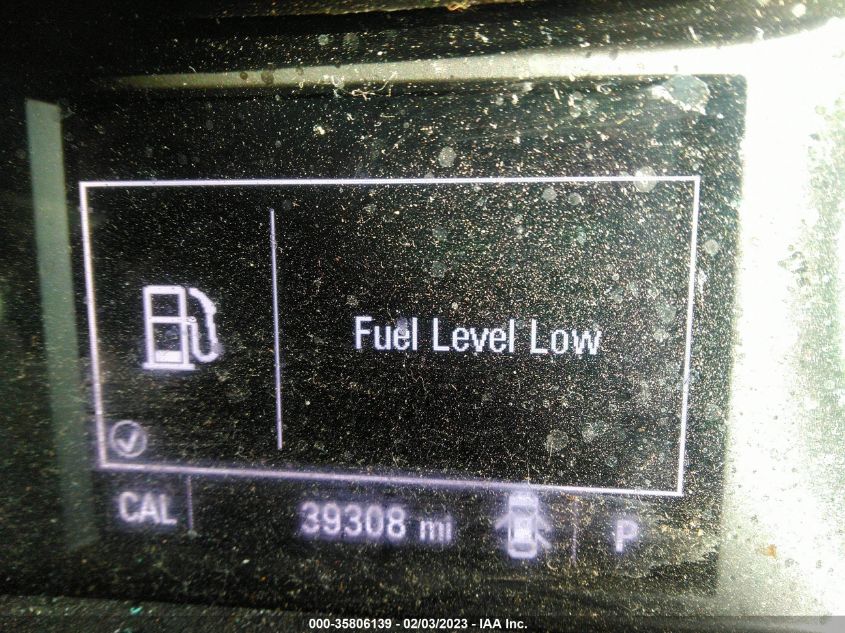 Fuel Level Low
CAL 39308 mi P
000-35806139 - 02/03/2023 - IAA Inc.